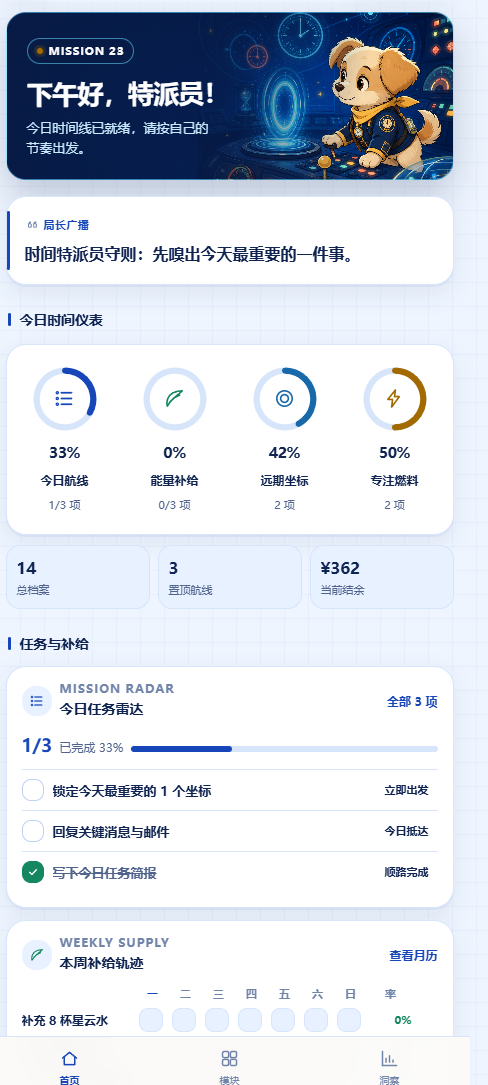 MISSION 23
下午好，特派员！
今日时间线已就绪，请按自己的
节奏出发。
局长广播
时间特派员守则：先嗅出今天最重要的一件事。
今日时间仪表
33% 0% 42% 50%
今日航线 能量补给 远期坐标 专注燃料
1/3 项 0/3 项 2 项 2 项
14 3 ¥362
总档案 置顶航线 当前结余
任务与补给
MISSION RADAR
今日任务雷达 全部 3 项
1/3 已完成 33%
锁定今天最重要的 1 个坐标 立即出发
回复关键消息与邮件 今日抵达
写下今日任务简报 顺路完成
WEEKLY SUPPLY
本周补给轨迹 查看月历
一 二 三 四 五 六 日 率
补充 8 杯星云水 0%
首页 模块 洞察